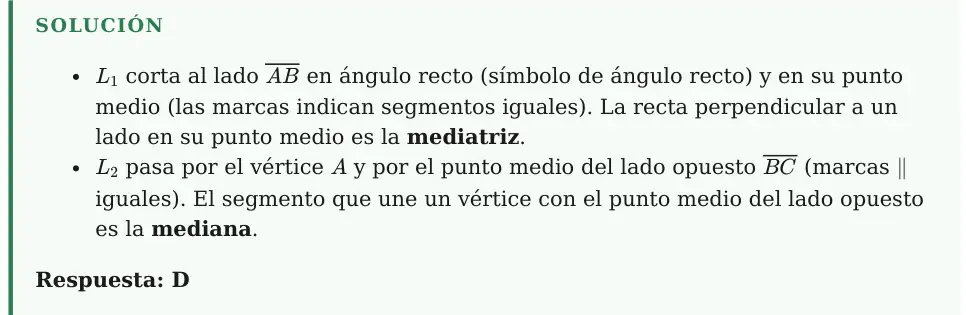 SOLUCIÓN
• L₁ corta al lado A̅B̅ en ángulo recto (símbolo de ángulo recto) y en su punto
medio (las marcas indican segmentos iguales). La recta perpendicular a un
lado en su punto medio es la mediatriz.
• L₂ pasa por el vértice A y por el punto medio del lado opuesto B̅C̅ (marcas ∥
iguales). El segmento que une un vértice con el punto medio del lado opuesto
es la mediana.
Respuesta: D